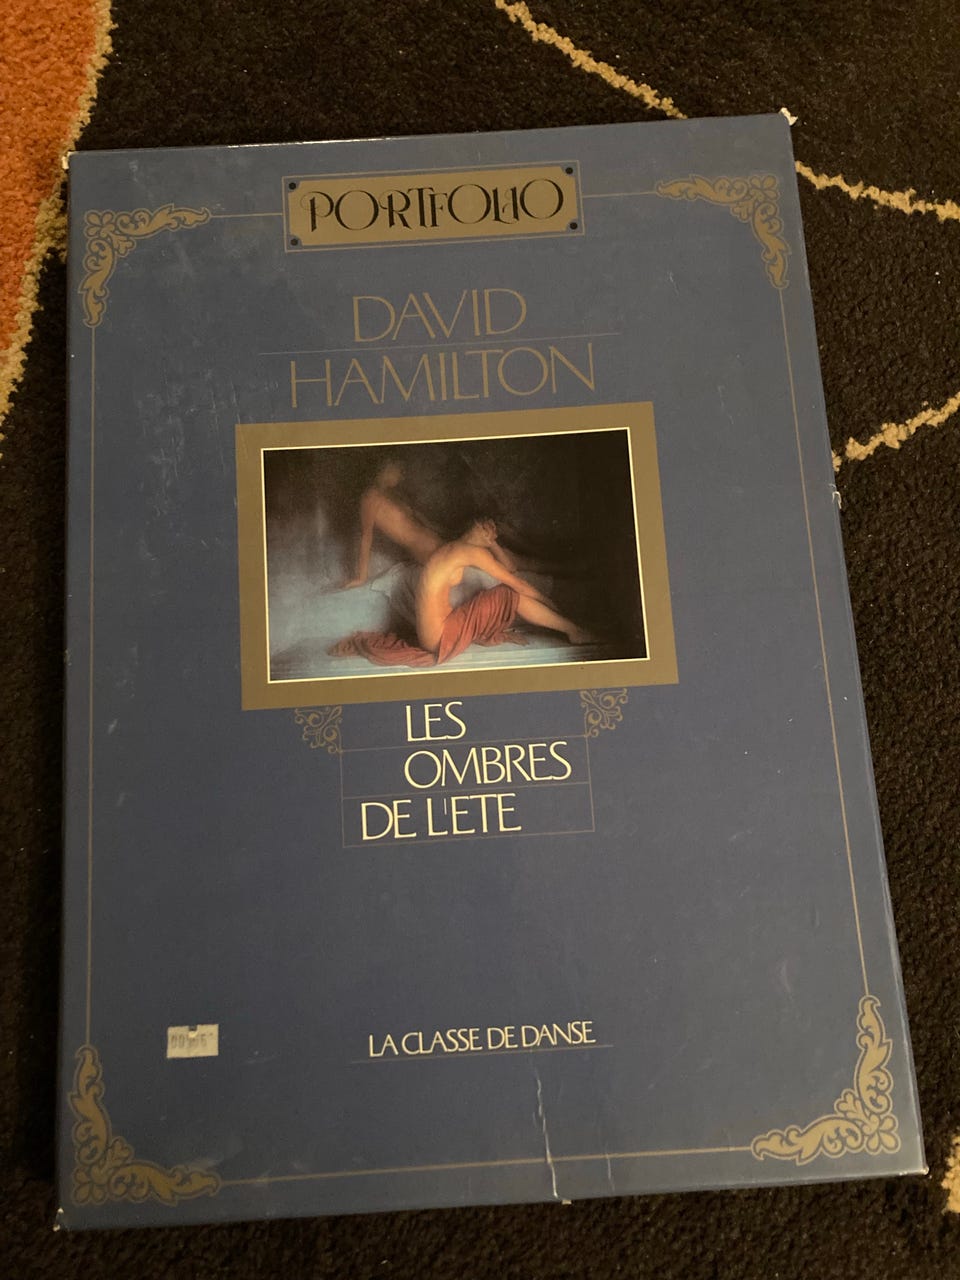 PORTFOLIO
DAVID
HAMILTON
LES
OMBRES
DE L'ETE
LA CLASSE DE DANSE